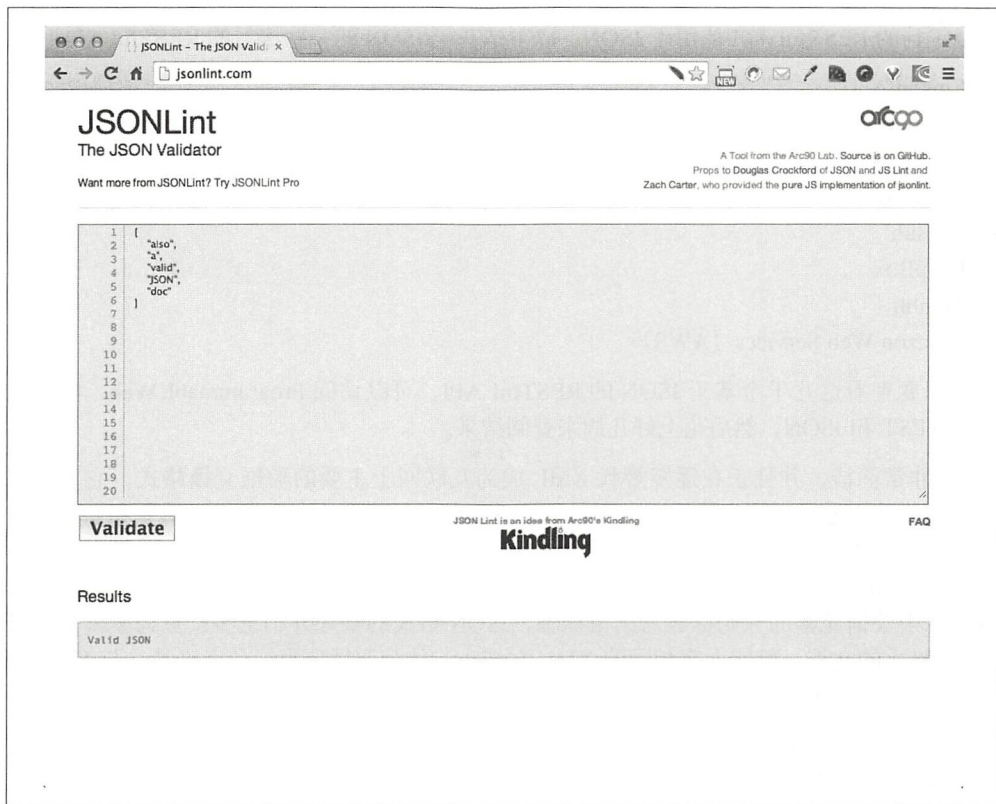 JSONLint – The JSON Valid
jsonlint.com
NEW
JSONLint
The JSON Validator
Want more from JSONLint? Try JSONLint Pro
arc90
A Tool from the Arc90 Lab. Source is on GitHub.
Props to Douglas Crockford of JSON and JS Lint and
Zach Carter, who provided the pure JS implementation of jsonlint.
1 [
2 "also",
3 "a",
4 "valid",
5 "JSON",
6 "doc"
7 ]
8
9
10
11
12
13
14
15
16
17
18
19
20
Validate
JSON Lint is an idea from Arc90's Kindling
Kindling
FAQ
Results
Valid JSON